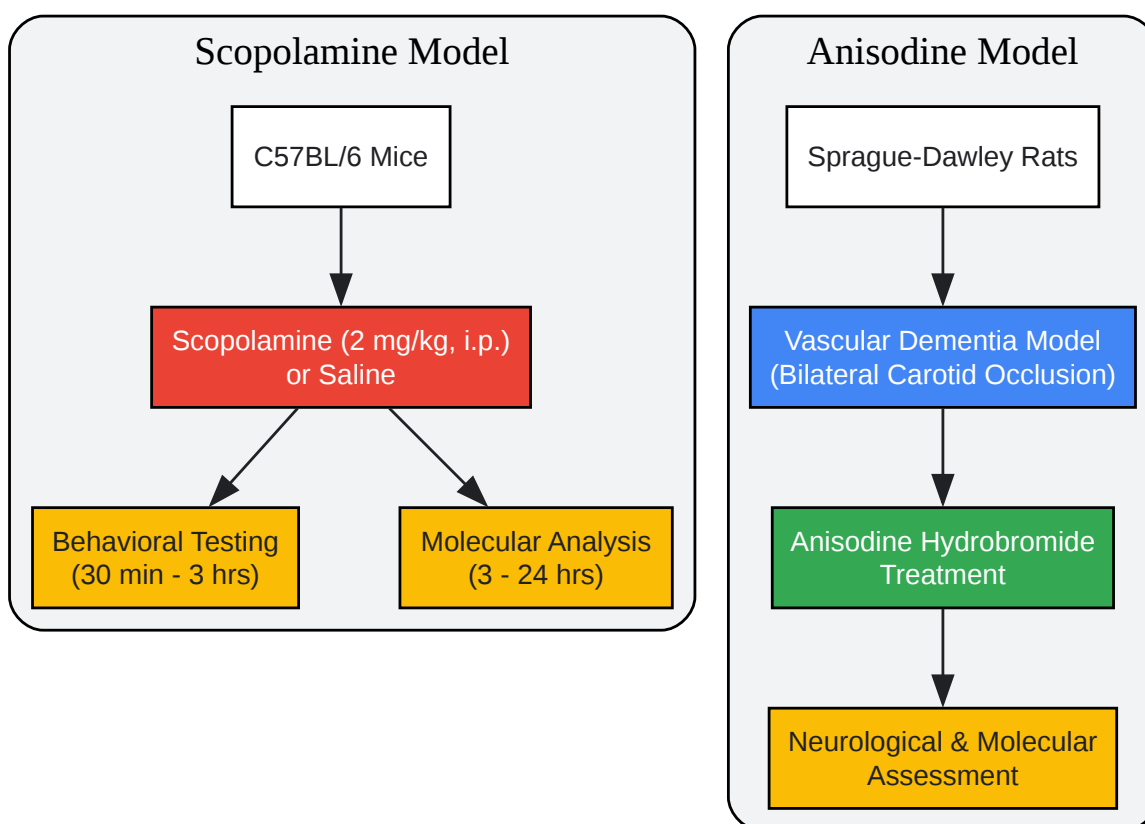 Scopolamine Model
C57BL/6 Mice
Scopolamine (2 mg/kg, i.p.)
or Saline
Behavioral Testing
(30 min - 3 hrs)
Molecular Analysis
(3 - 24 hrs)
Anisodine Model
Sprague-Dawley Rats
Vascular Dementia Model
(Bilateral Carotid Occlusion)
Anisodine Hydrobromide
Treatment
Neurological & Molecular
Assessment